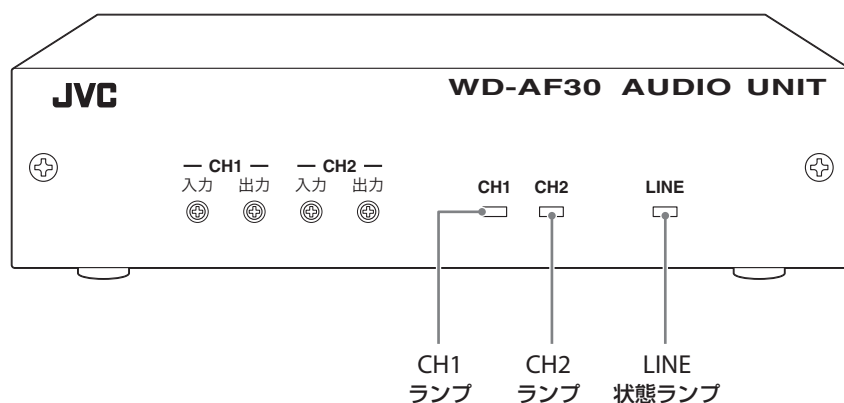 JVC
WD-AF30 AUDIO UNIT
CH1 CH2
入力 出力 入力 出力
CH1 CH2 LINE
CH1
ランプ
CH2
ランプ
LINE
状態ランプ